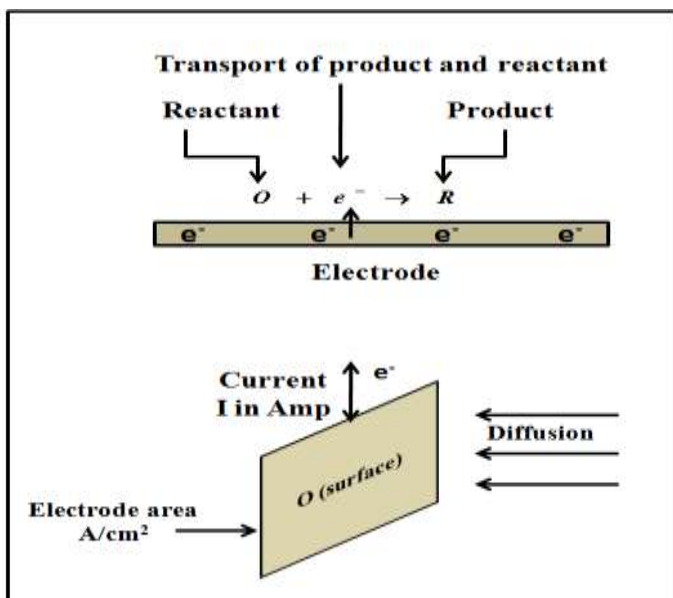 Transport of product and reactant
Reactant
Product
O + e⁻ → R
e⁻ e⁻ e⁻ e⁻
Electrode
Current
I in Amp
e⁻
Diffusion
O (surface)
Electrode area
A/cm²